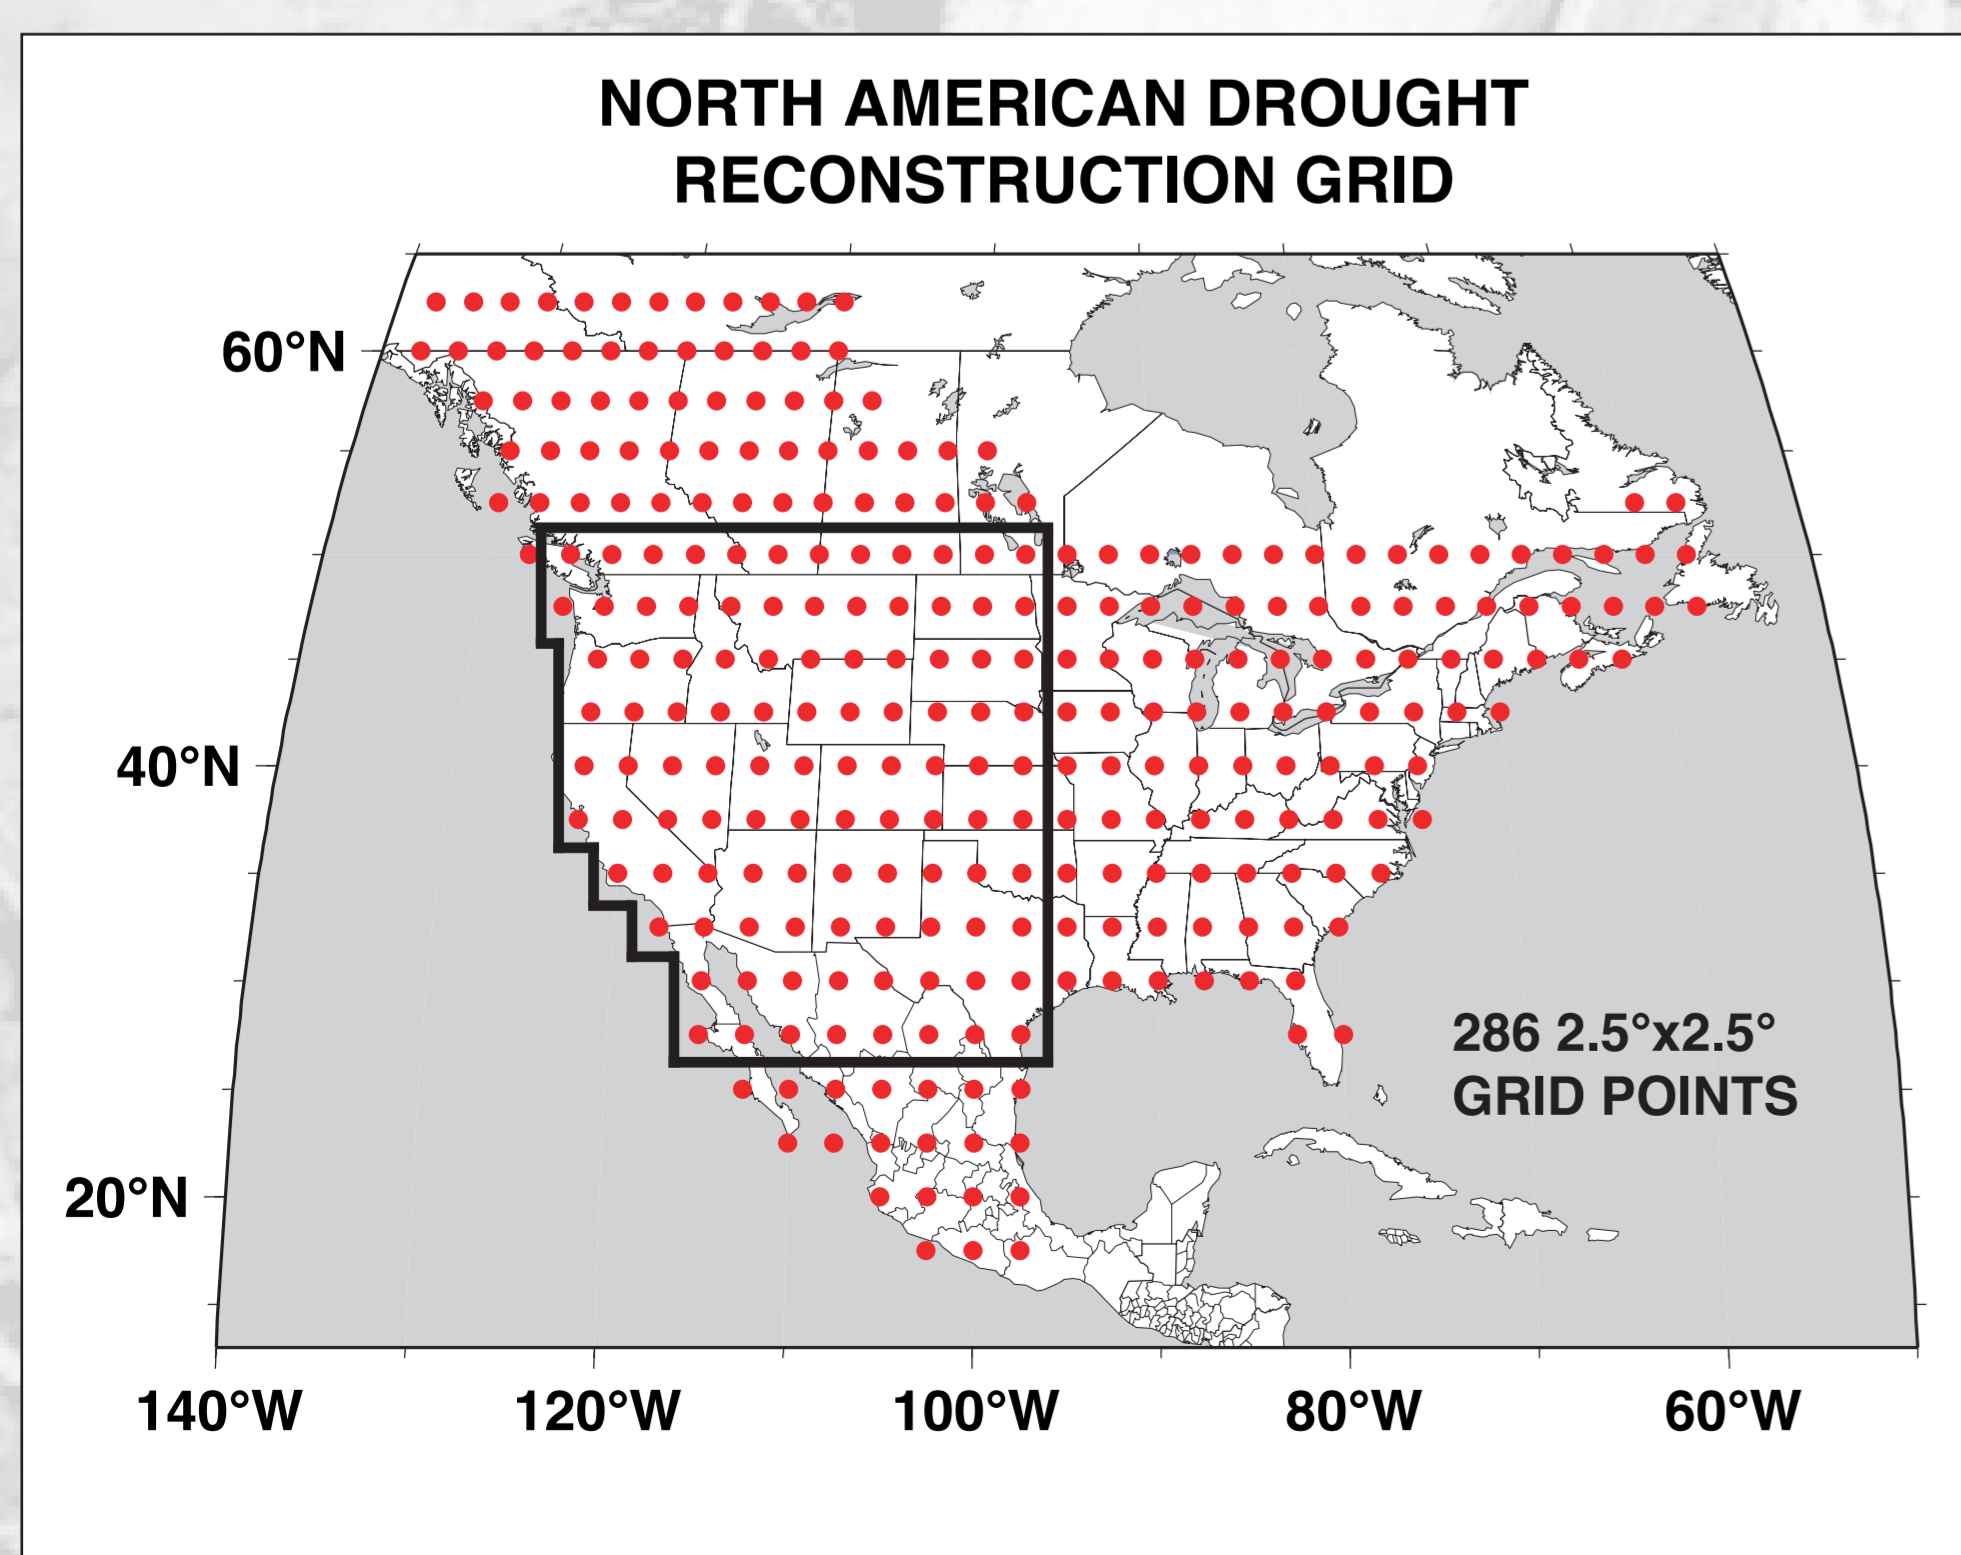 NORTH AMERICAN DROUGHT
RECONSTRUCTION GRID
60°N
40°N
286 2.5°x2.5°
GRID POINTS
20°N
140°W 120°W 100°W 80°W 60°W